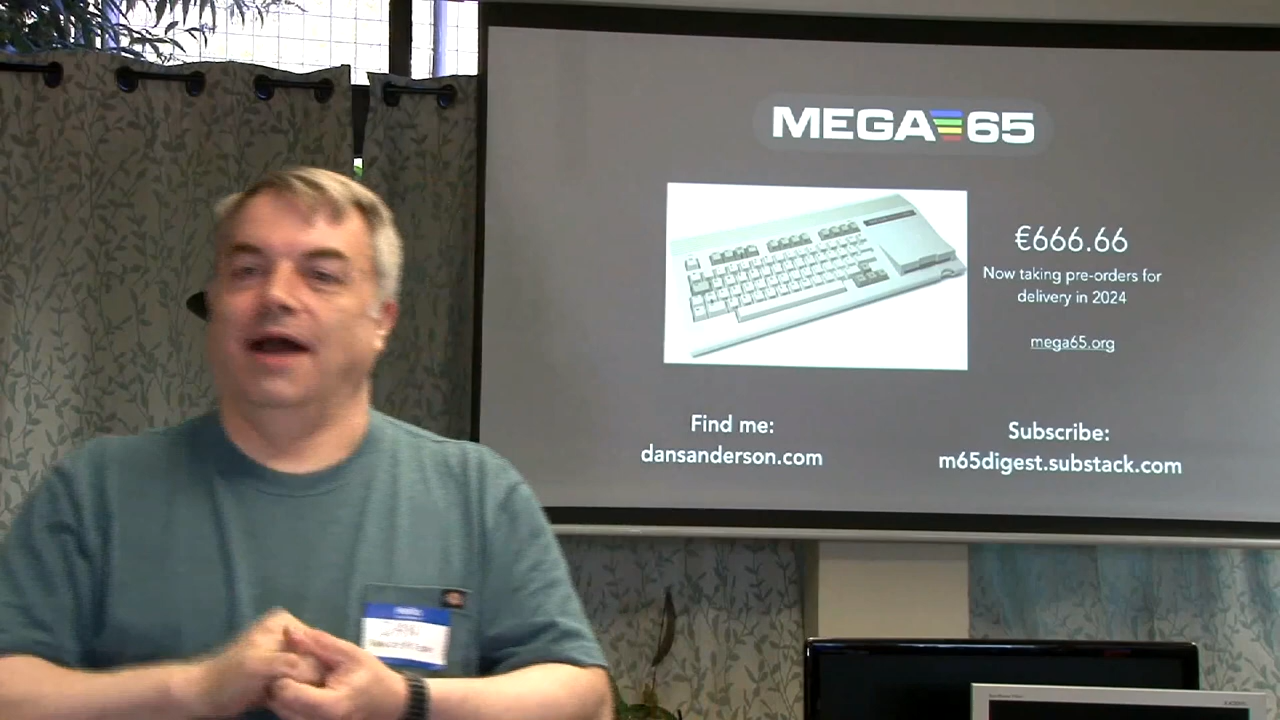 MEGA65
€666.66
Now taking pre-orders for
delivery in 2024
mega65.org
Find me:
dansanderson.com
Subscribe:
m65digest.substack.com